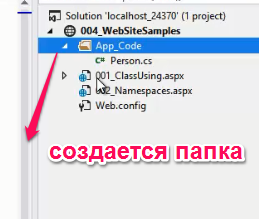 Solution 'localhost_24370' (1 project)
004_WebSiteSamples
App_Code
C# Person.cs
001_ClassUsing.aspx
002_Namespaces.aspx
Web.config
создается папка